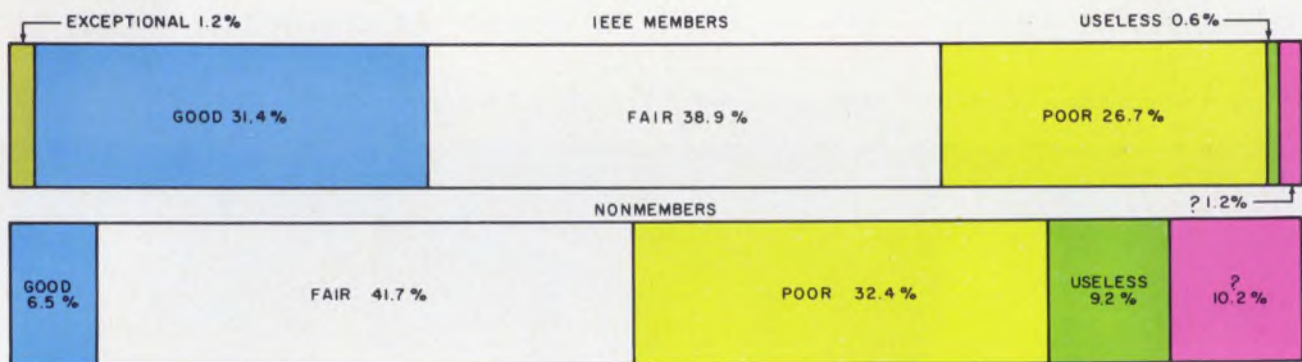 EXCEPTIONAL 1.2%
IEEE MEMBERS
USELESS 0.6%
GOOD 31.4%
FAIR 38.9%
POOR 26.7%
? 1.2%
NONMEMBERS
GOOD
6.5%
FAIR 41.7%
POOR 32.4%
USELESS
9.2%
?
10.2%